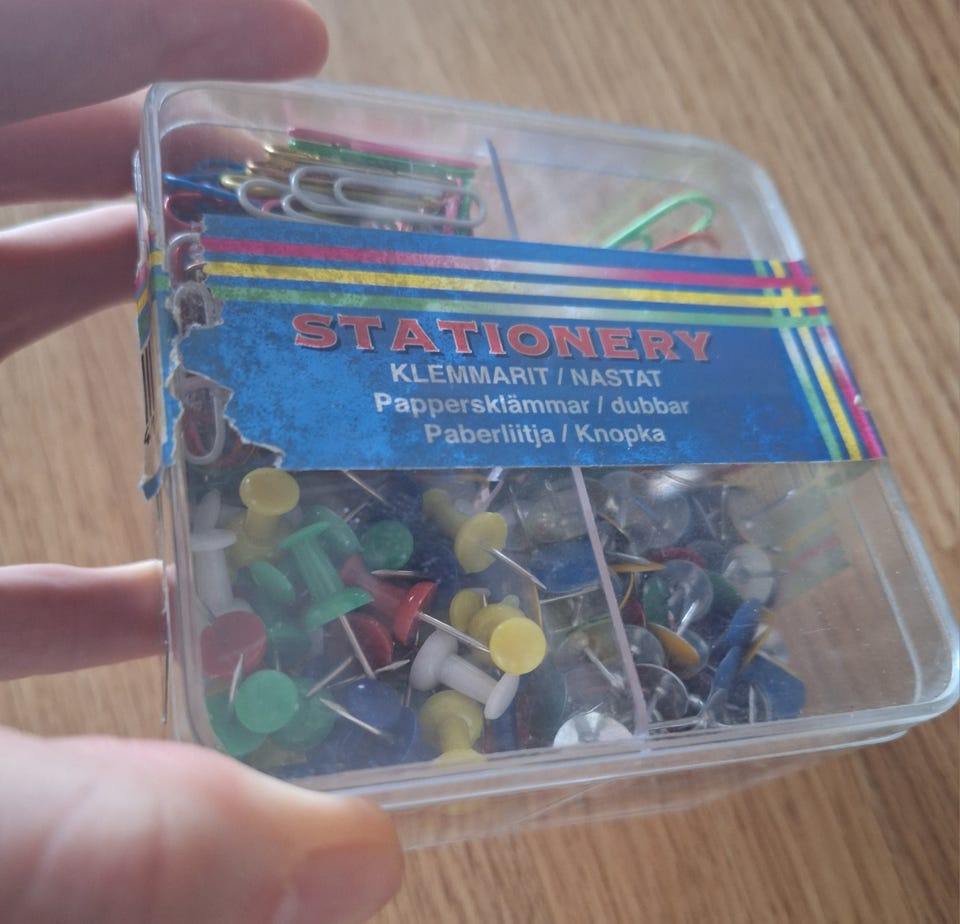 STATIONERY
KLEMMARIT / NASTAT
Pappersklämmar / dubbar
Paberliitja / Knopka